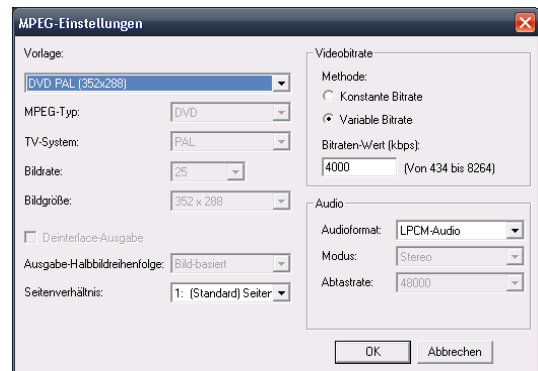 MPEG-Einstellungen
Vorlage:
DVD PAL (352x288)
MPEG-Typ: DVD
TV-System: PAL
Bildrate: 25
Bildgröße: 352 x 288
Deinterlace-Ausgabe
Ausgabe-Halbbildreihenfolge: Bild-basiert
Seitenverhältnis: 1: (Standard) Seiter
Videobitrate
Methode:
Konstante Bitrate
Variable Bitrate
Bitraten-Wert (kbps):
4000 (Von 434 bis 8264)
Audio
Audioformat: LPCM-Audio
Modus: Stereo
Abtastrate: 48000
OK Abbrechen